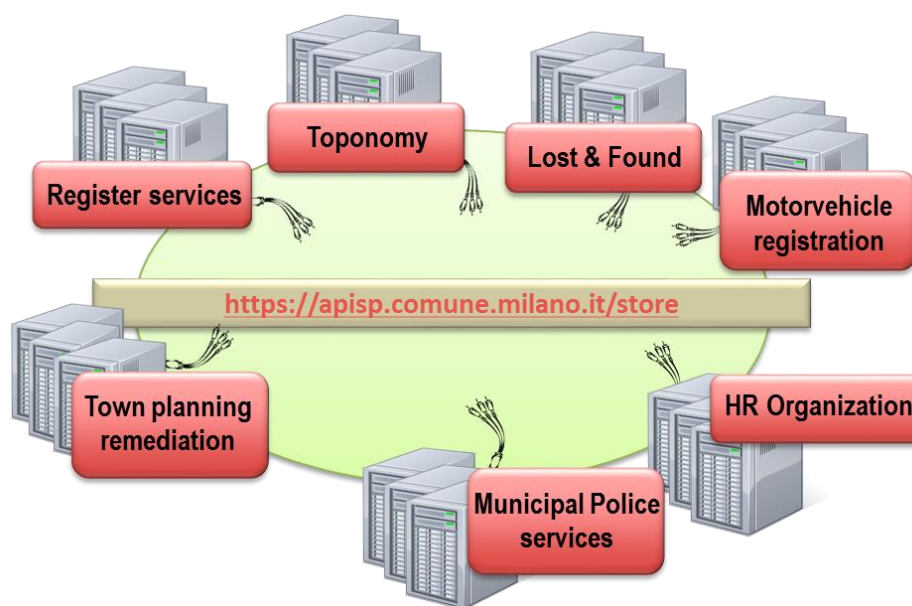 Toponomy
Lost & Found
Register services
Motorvehicle
registration
https://apisp.comune.milano.it/store
Town planning
remediation
HR Organization
Municipal Police
services